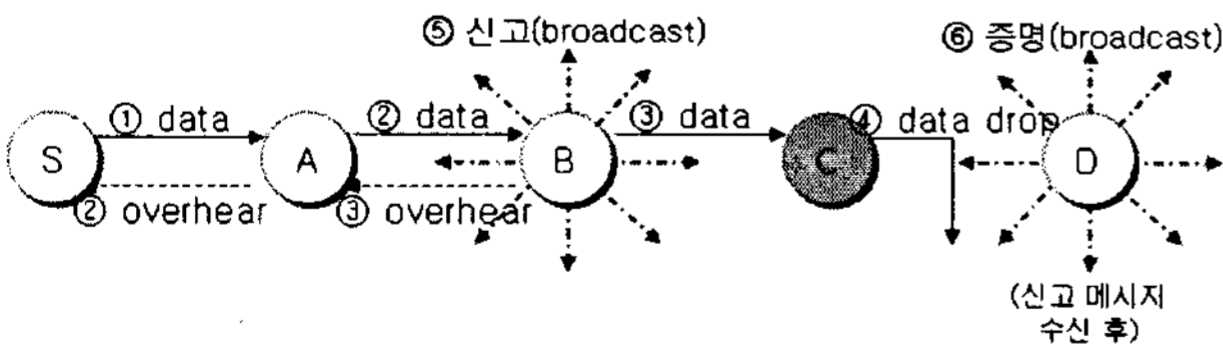 ⑤ 신고(broadcast)
⑥ 증명(broadcast)
① data
② data
③ data
④ data drop
S
A
B
C
D
② overhear
③ overhear
(신고 메시지
수신 후)